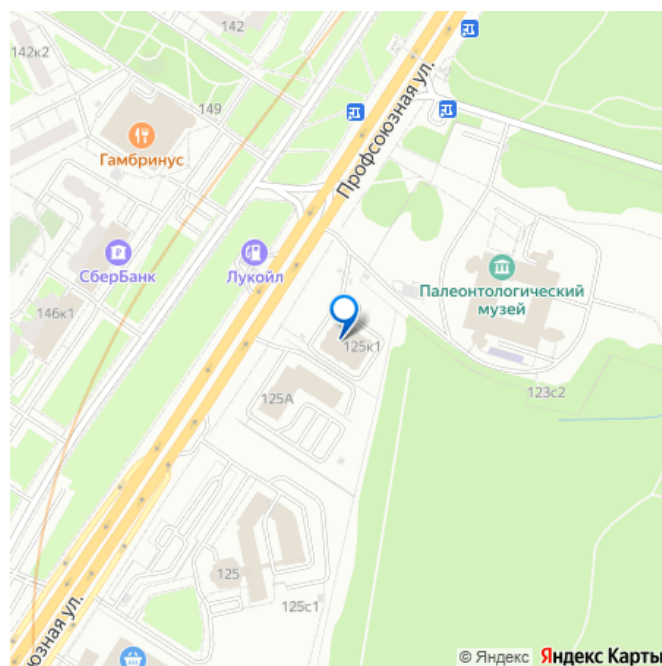 142
142к2
149
Гамбринус
Профсоюзная ул.
СберБанк
Лукойл
Палеонтологический
музей
146к1
125к1
125А
123с2
125
125с1
юзная ул.
© Яндекс Яндекс Карты